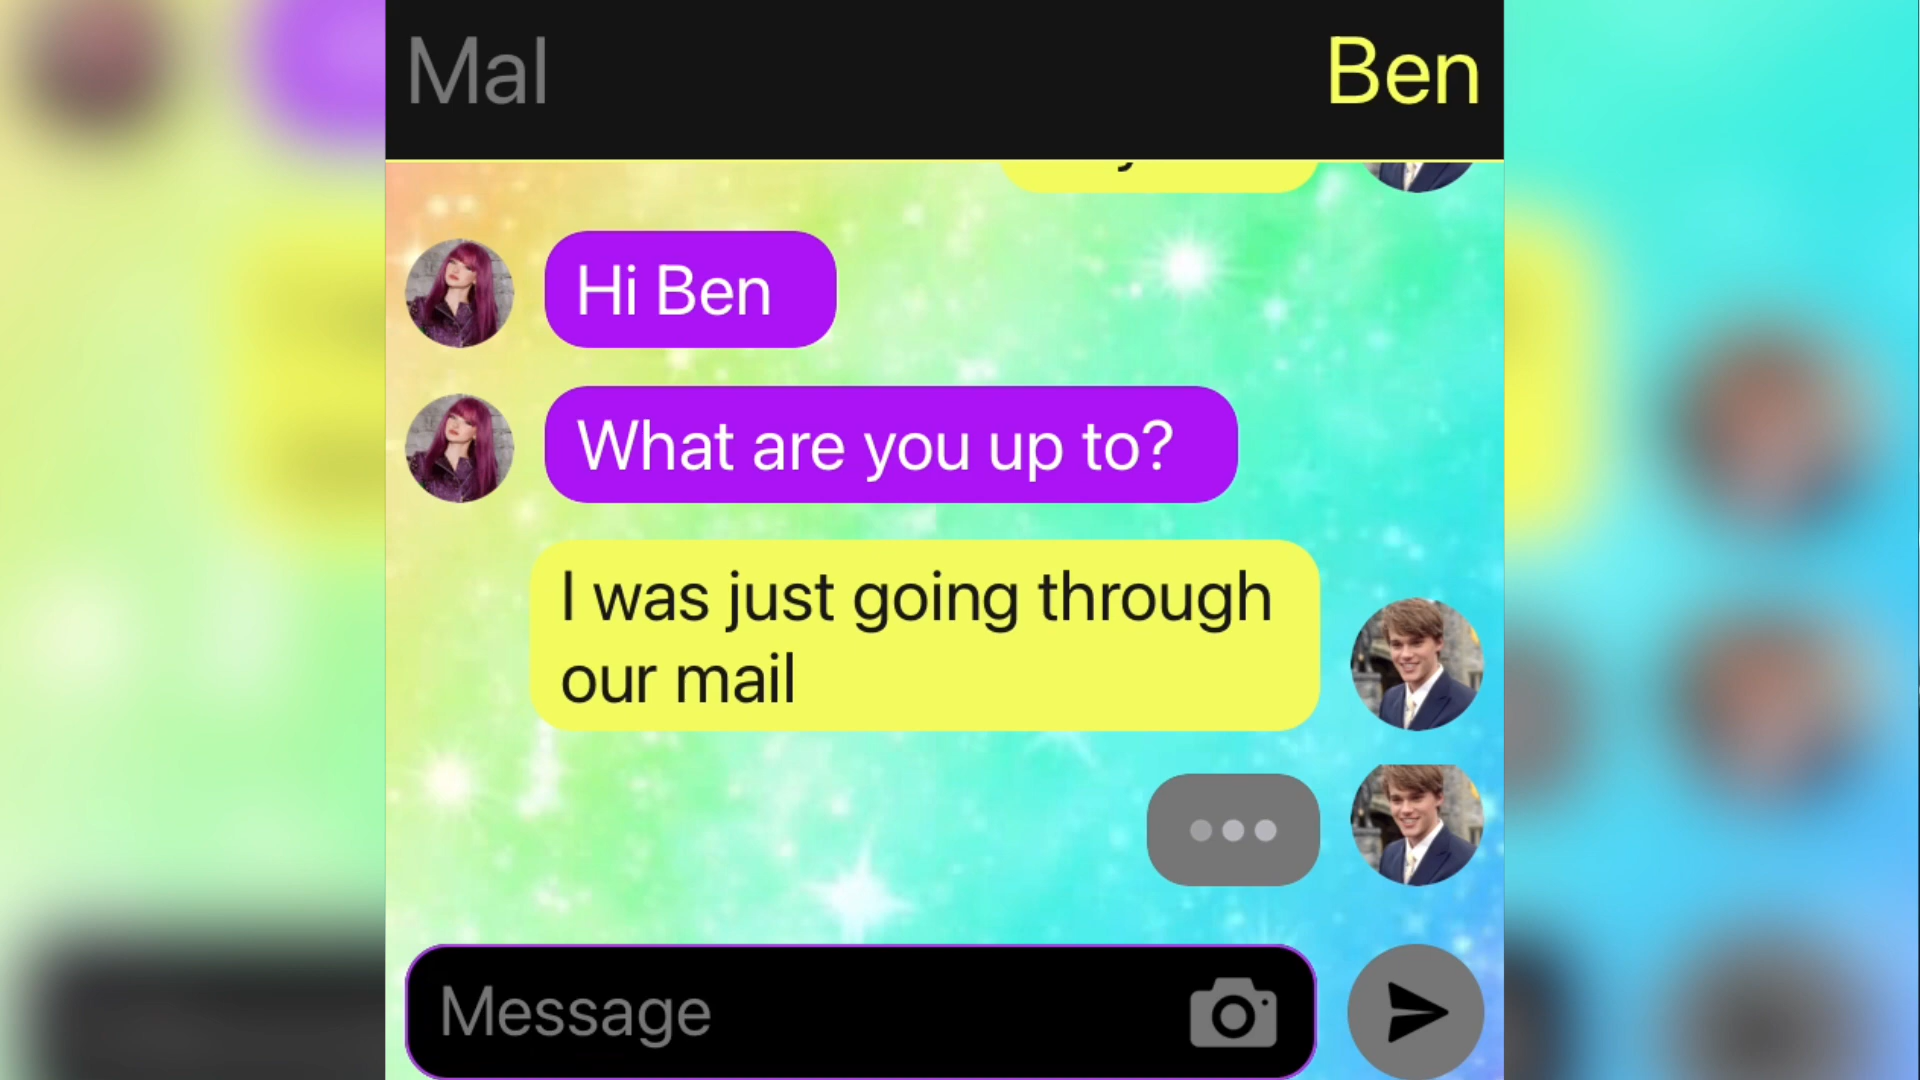 Mal
Ben
Hi Ben
What are you up to?
I was just going through
our mail
Message